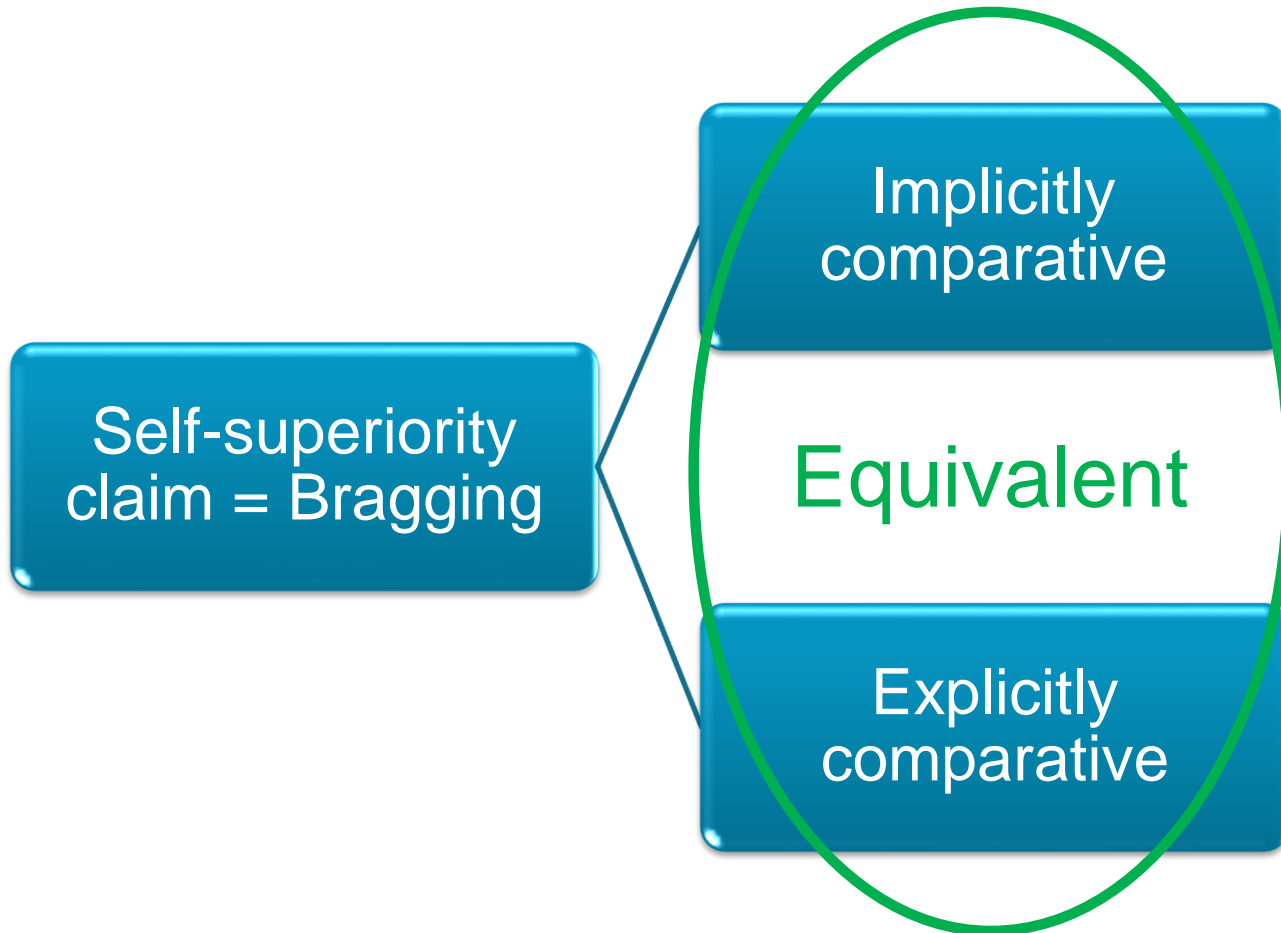 Implicitly
comparative
Self-superiority
claim = Bragging
Equivalent
Explicitly
comparative